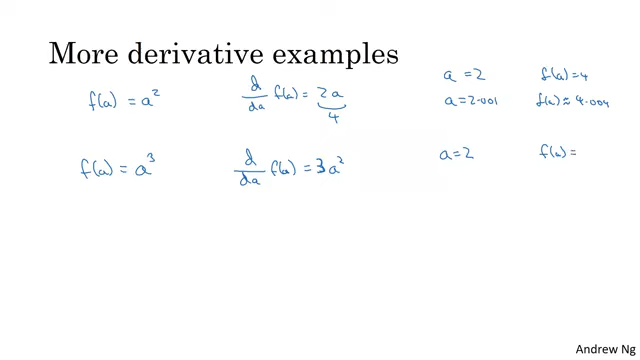 More derivative examples
f(a) = a²   d/da f(a) = 2a   a = 2   f(a) = 4
4   a = 2.001   f(a) ≈ 4.004
f(a) = a³   d/da f(a) = 3a²   a = 2   f(a) =
Andrew Ng